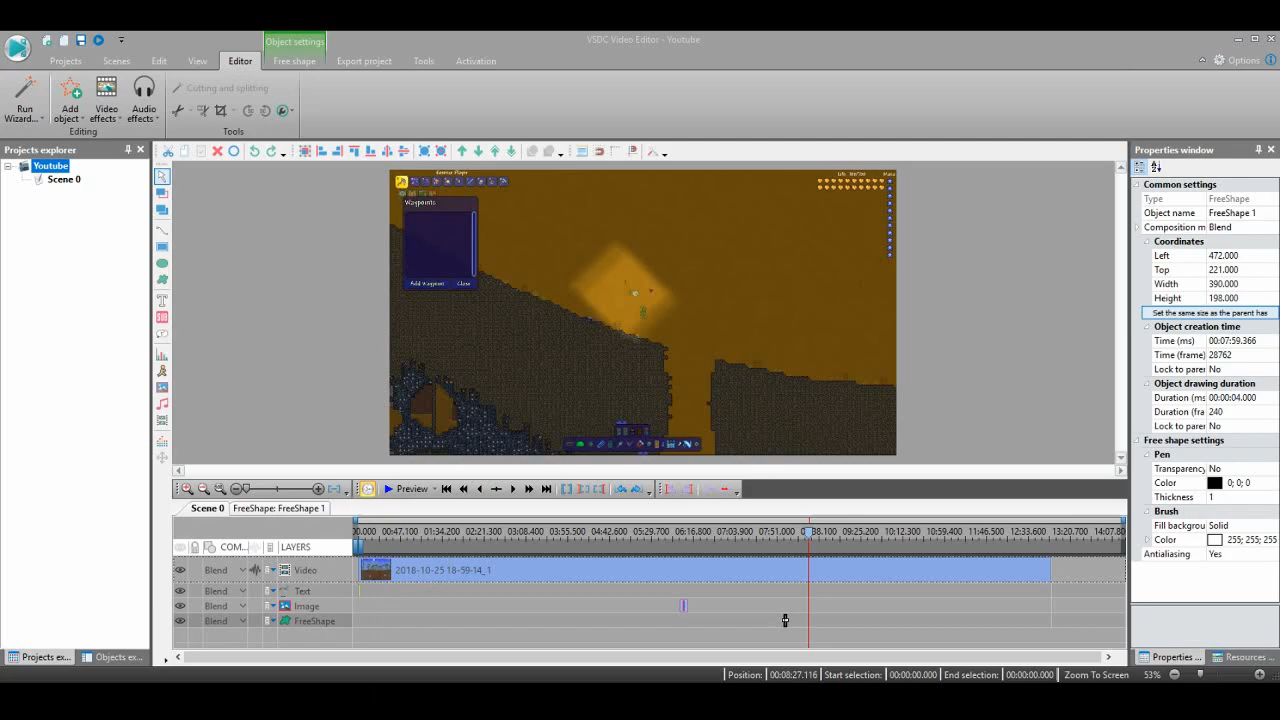 VSDC Video Editor - Youtube
Object settings
Projects Scenes Edit View Editor Free shape Export project Tools Activation
Options
Run Wizard...
Add object
Video effects
Audio effects
Editing
Cutting and splitting
Tools
Projects explorer
Youtube
Scene 0
Waypoints
Add Waypoint Close
Properties window
Common settings
Type FreeShape
Object name FreeShape 1
Composition m Blend
Coordinates
Left 472.000
Top 221.000
Width 390.000
Height 198.000
Set the same size as the parent has
Object creation time
Time (ms) 00:07:59.366
Time (frame) 28762
Lock to parei No
Object drawing duration
Duration (ms 00:00:04.000
Duration (fra 240
Lock to parei No
Free shape settings
Pen
Transparency No
Color 0; 0; 0
Thickness 1
Brush
Fill backgrou Solid
Color 255; 255; 255
Antialiasing Yes
Preview
Scene 0 FreeShape: FreeShape 1
00.000 00:47.100 01:34.200 02:21.300 03:08.400 03:55.500 04:42.600 05:29.700 06:16.800 07:03.900 07:51.000 08:38.100 09:25.200 10:12.300 10:59.400 11:46.500 12:33.600 13:20.700 14:07.80
COM... LAYERS
Blend Video 2018-10-25 18-59-14_1
Blend Text
Blend Image
Blend FreeShape
Projects ex... Objects ex...
Properties ... Resources ...
Position: 00:08:27.116 Start selection: 00:00:00.000 End selection: 00:00:00.000 Zoom To Screen 53%